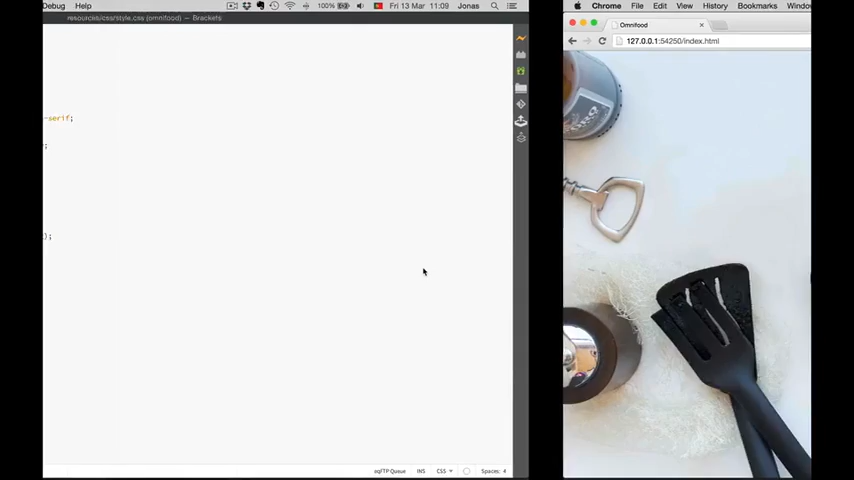 Debug Help 100% Fri 13 Mar 11:09 Jonas
resources/css/style.css (omnifood) — Brackets
-serif;
;
);
INS CSS Spaces: 4
Chrome File Edit View History Bookmarks Window
Omnifood
127.0.0.1:54250/index.html